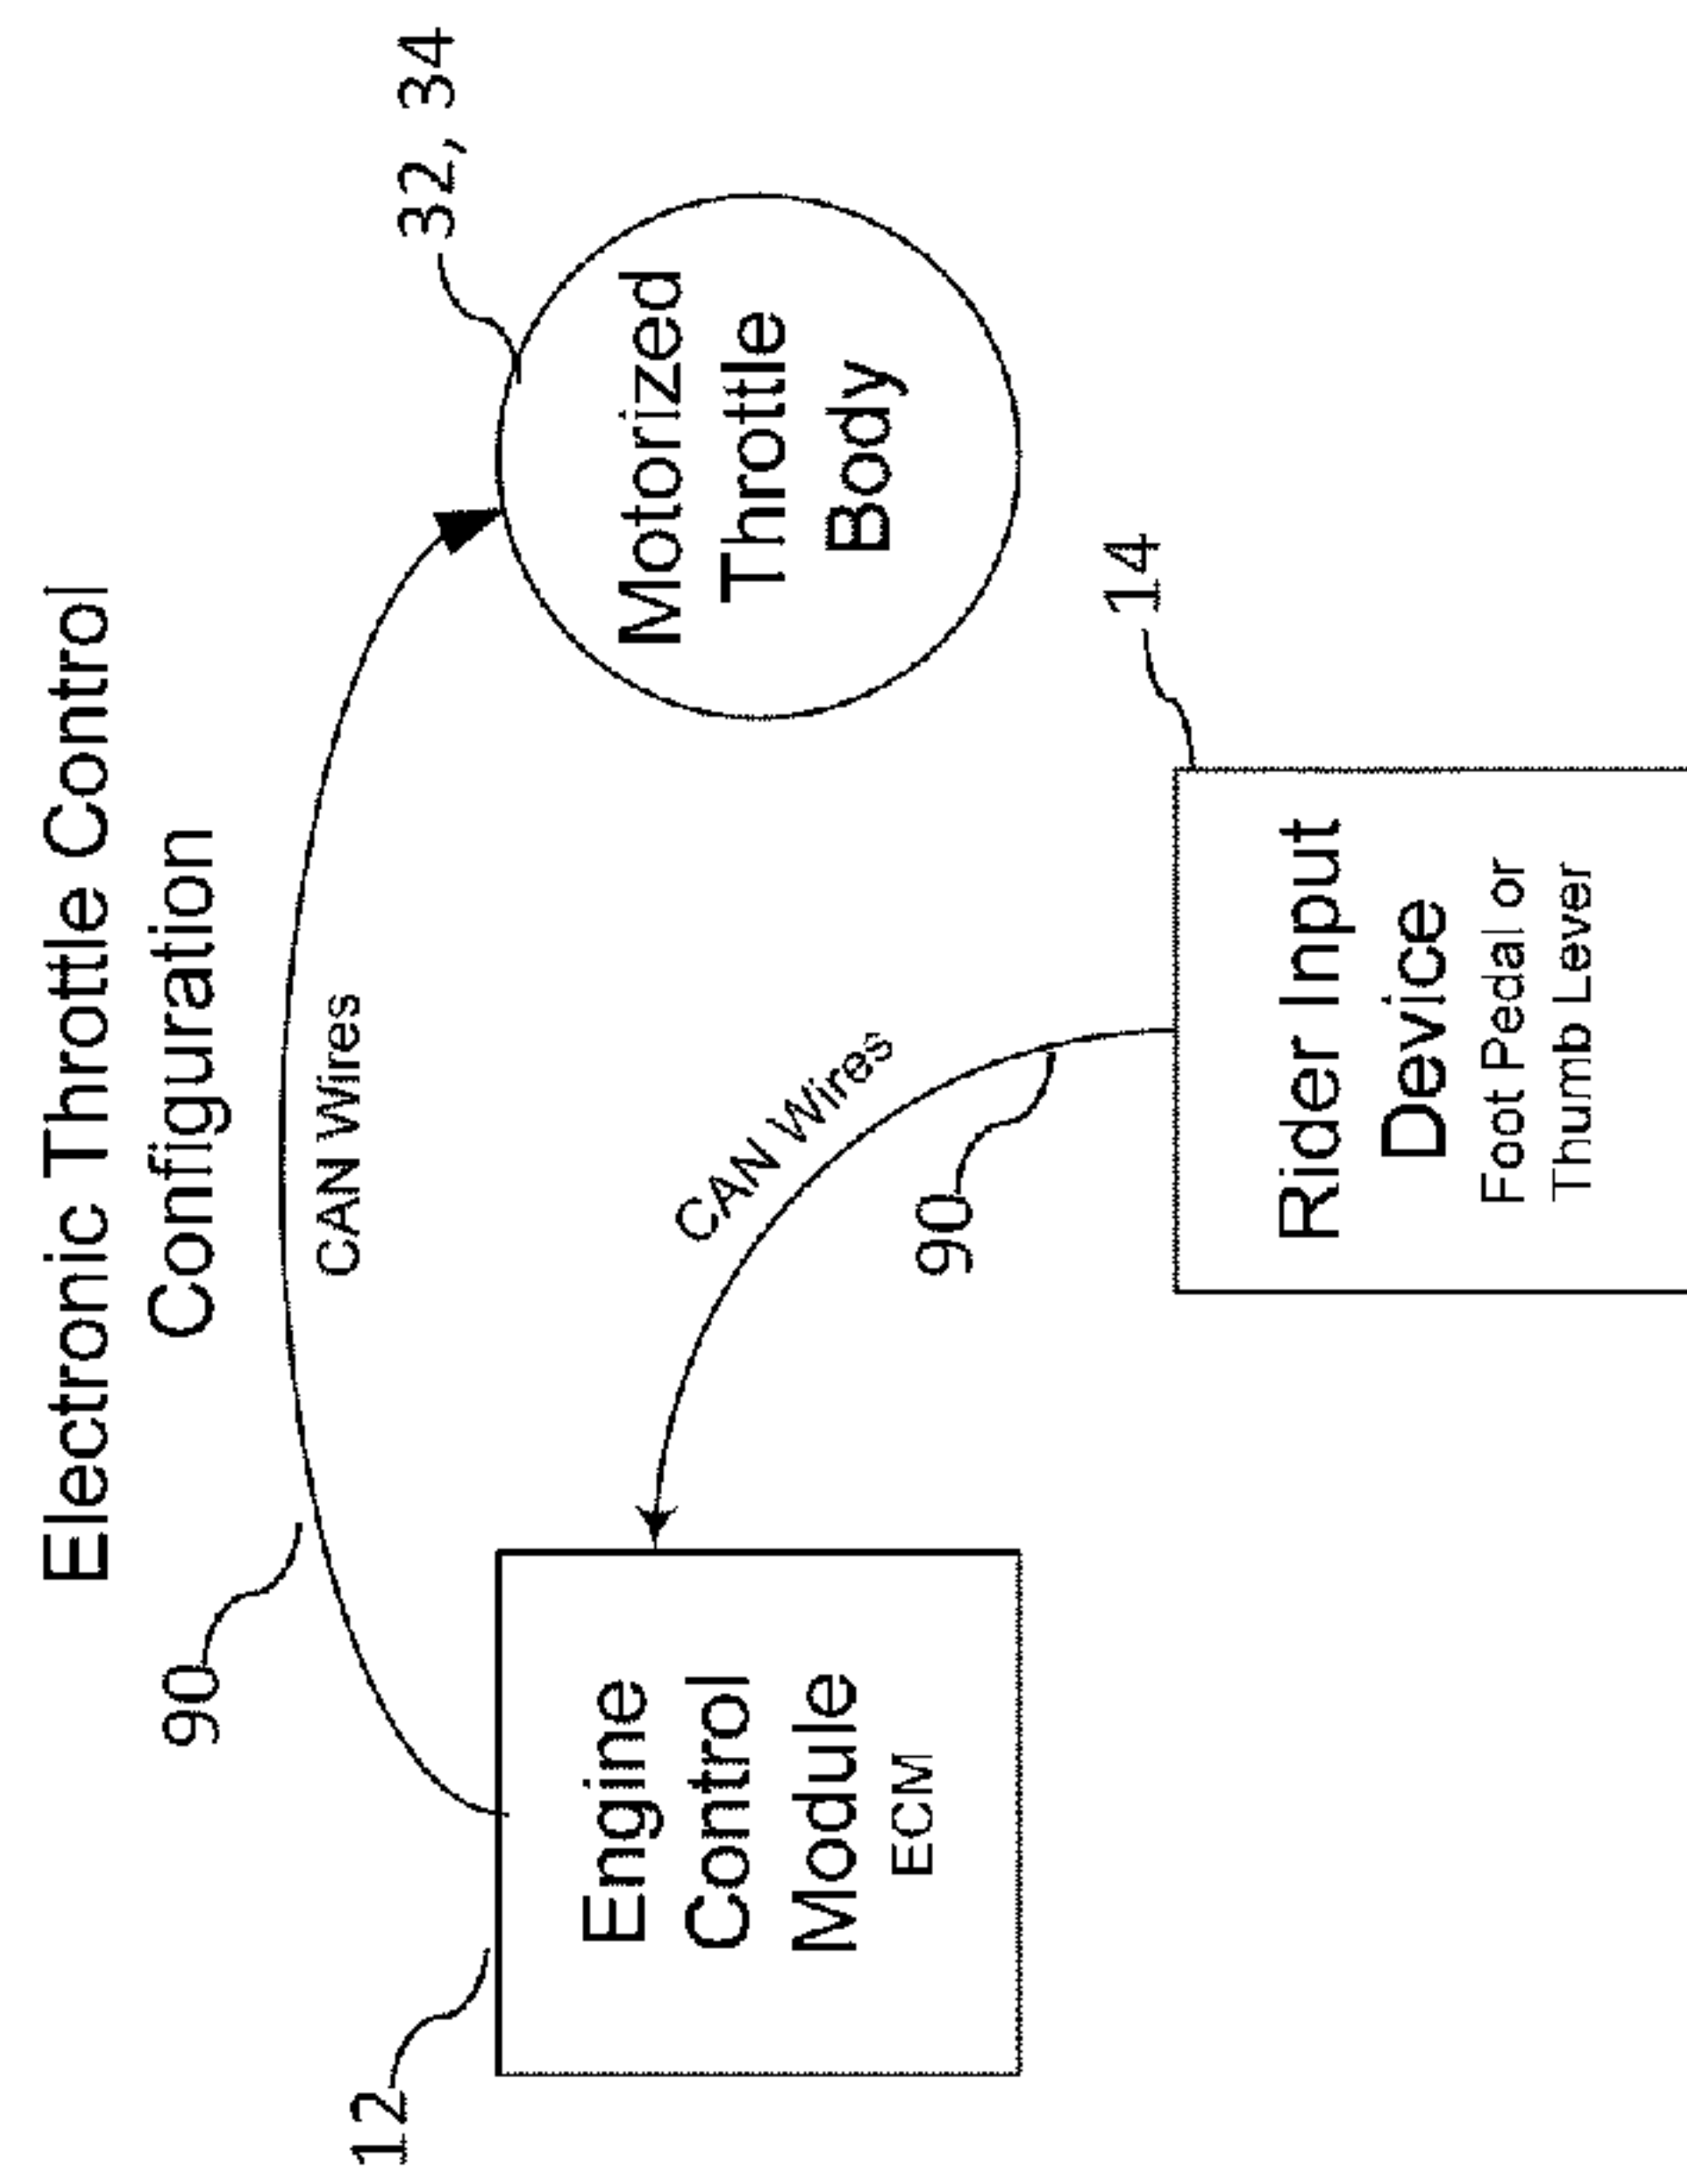 Electronic Throttle Control
Configuration
90
CAN Wires
12
32, 34
Engine
Control
Module
ECM
Motorized
Throttle
Body
CAN Wires
90
14
Rider Input
Device
Foot Pedal or
Thumb Lever